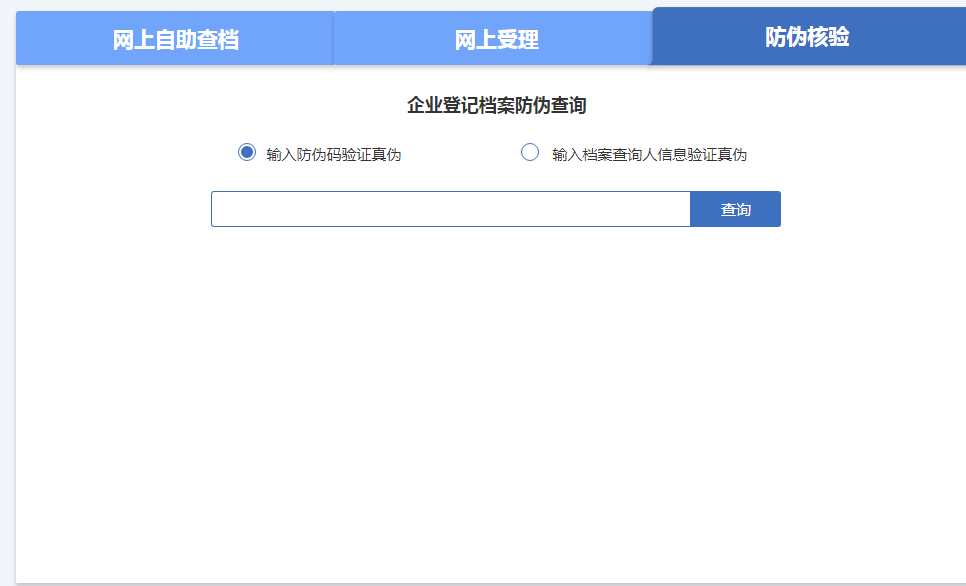 网上自助查档
网上受理
防伪核验
企业登记档案防伪查询
输入防伪码验证真伪
输入档案查询人信息验证真伪
查询